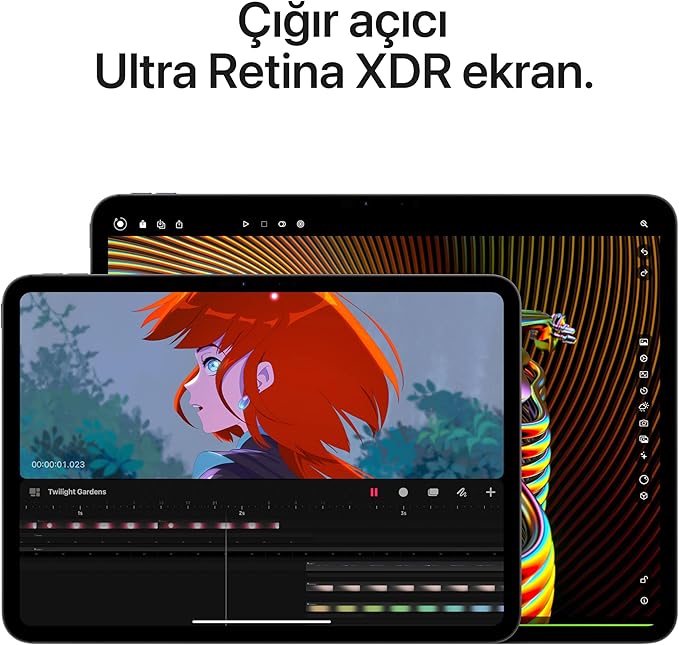 Çığır açıcı
Ultra Retina XDR ekran.
00:00:01.023
Twilight Gardens
1s
2s
3s